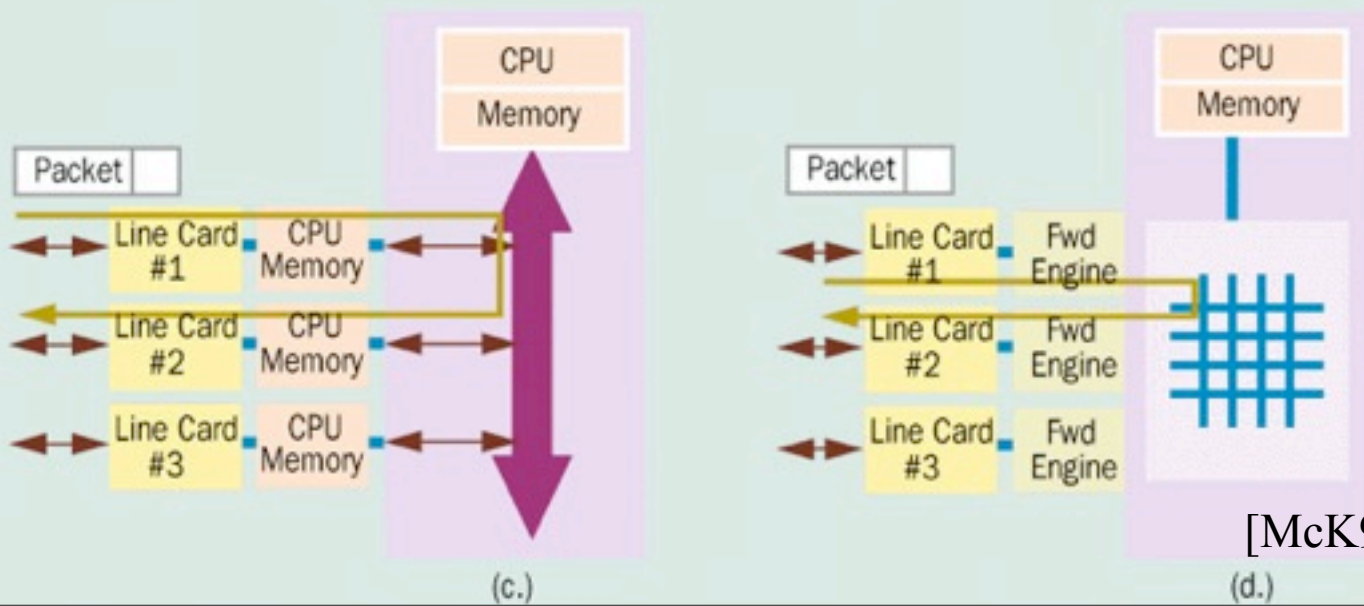 CPU
Memory
Packet
Line Card
#1
CPU
Memory
Line Card
#2
CPU
Memory
Line Card
#3
CPU
Memory
(c.)
CPU
Memory
Packet
Line Card
#1
Fwd
Engine
Line Card
#2
Fwd
Engine
Line Card
#3
Fwd
Engine
[McK9
(d.)